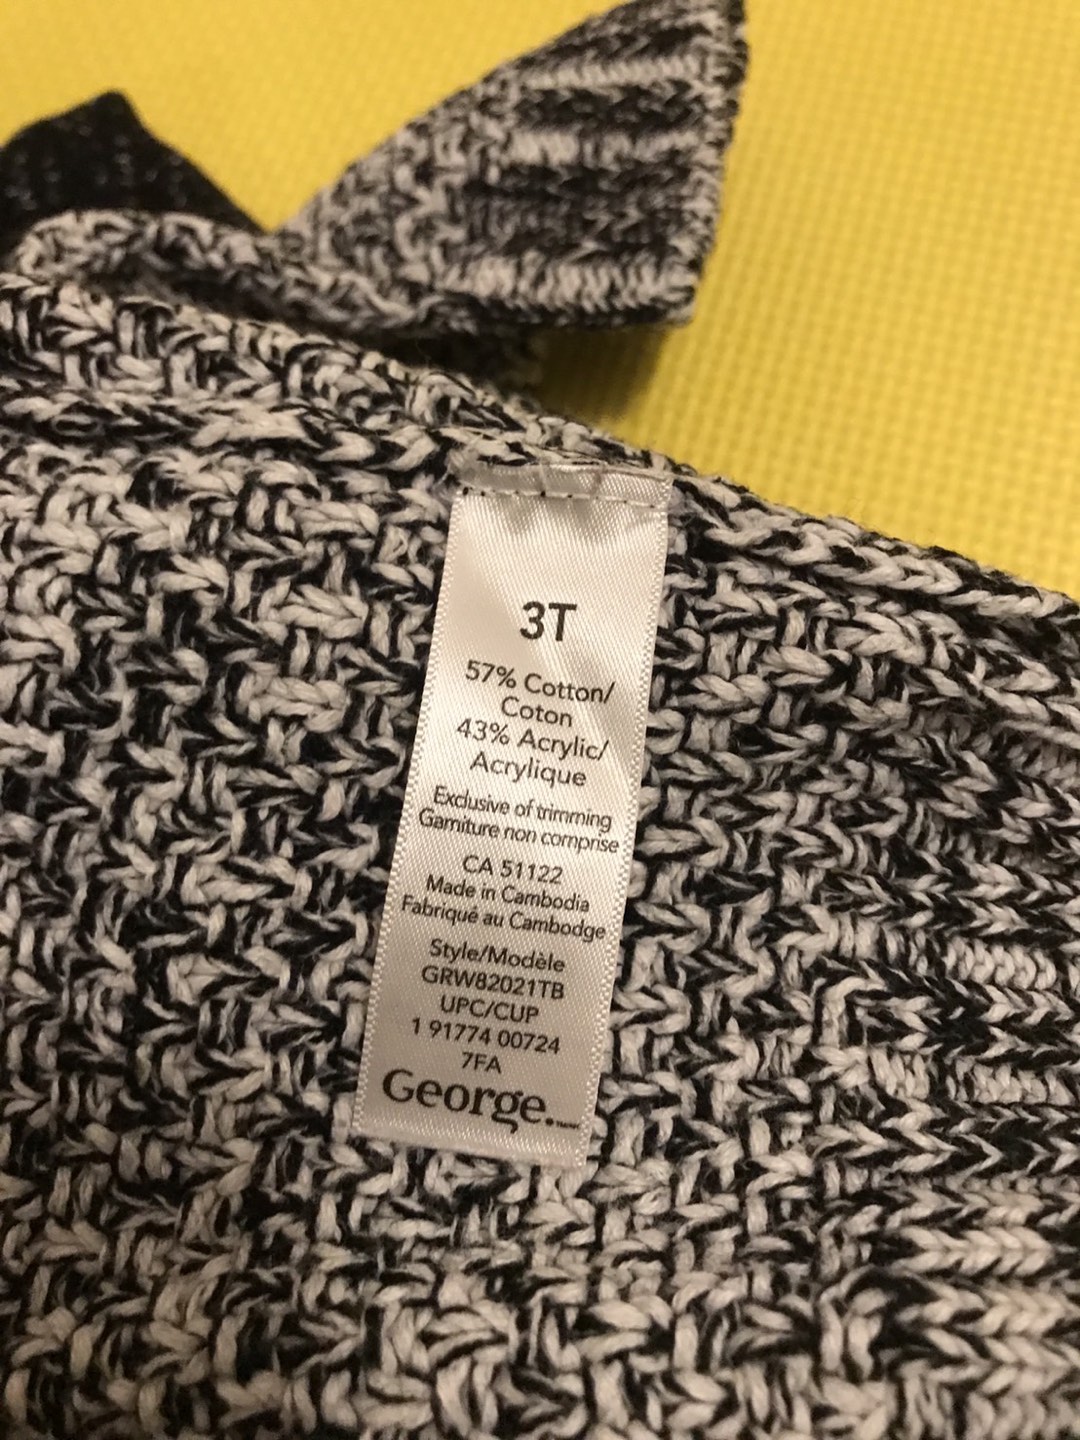 3T
57% Cotton/
Coton
43% Acrylic/
Acrylique
Exclusive of trimming
Garniture non comprise
CA 51122
Made in Cambodia
Fabriqué au Cambodge
Style/Modèle
GRW82021TB
UPC/CUP
1 91774 00724
7FA
George.